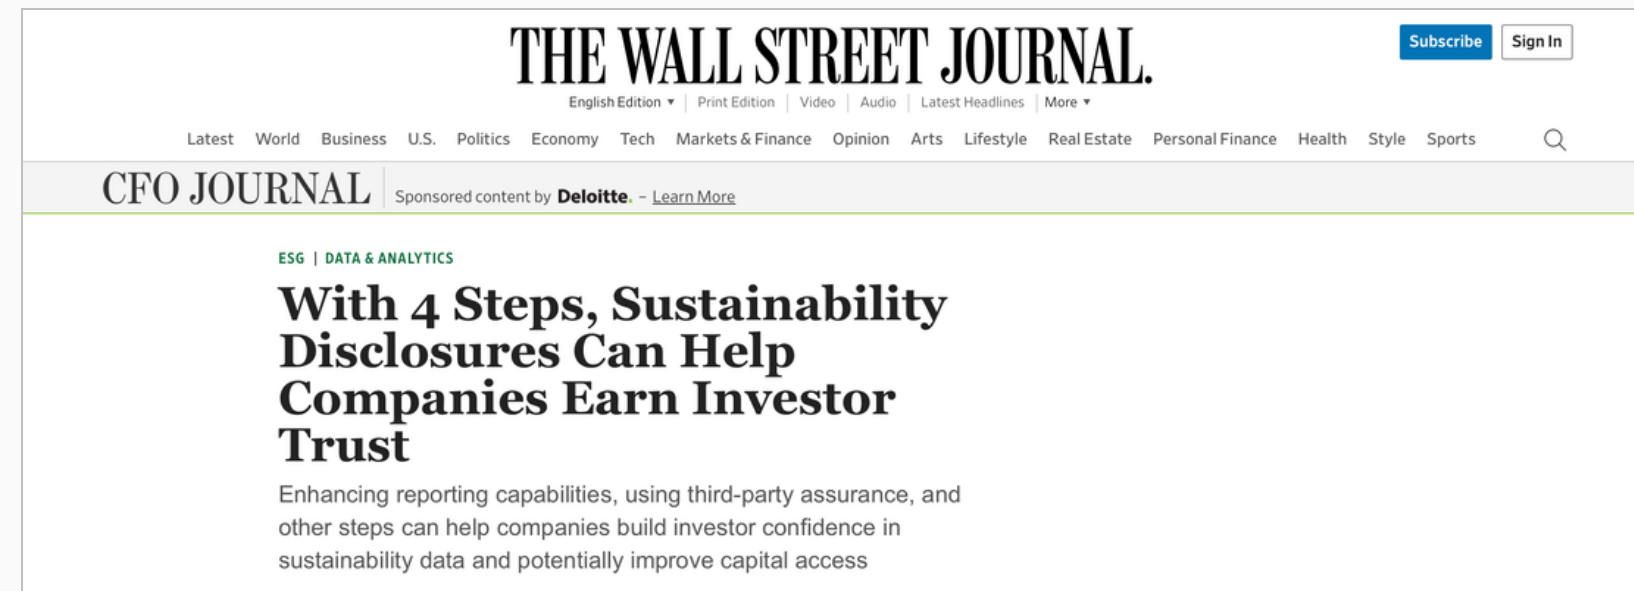 THE WALL STREET JOURNAL.
Subscribe
Sign In
English Edition ▼ | Print Edition | Video | Audio | Latest Headlines | More ▼
Latest World Business U.S. Politics Economy Tech Markets & Finance Opinion Arts Lifestyle Real Estate Personal Finance Health Style Sports
CFO JOURNAL | Sponsored content by Deloitte. – Learn More
ESG | DATA & ANALYTICS
With 4 Steps, Sustainability
Disclosures Can Help
Companies Earn Investor
Trust
Enhancing reporting capabilities, using third-party assurance, and
other steps can help companies build investor confidence in
sustainability data and potentially improve capital access